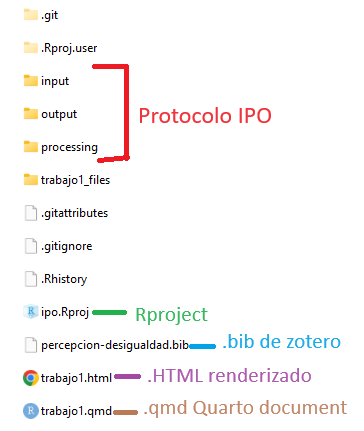 .git
.Rproj.user
input
output
Protocolo IPO
processing
trabajo1_files
.gitattributes
.gitignore
.Rhistory
ipo.Rproj Rproject
percepcion-desigualdad.bib .bib de zotero
trabajo1.html .HTML renderizado
trabajo1.qmd .qmd Quarto document